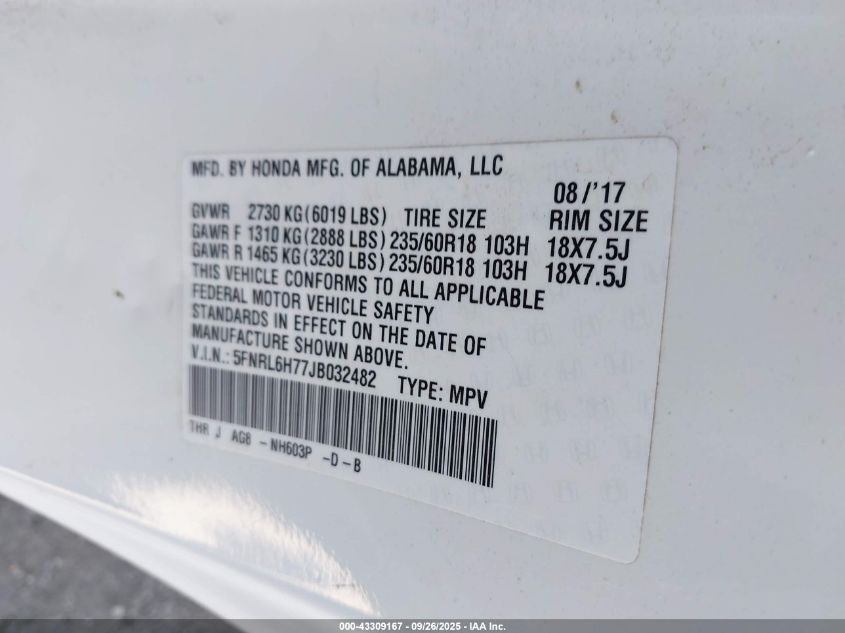 MFD. BY HONDA MFG. OF ALABAMA, LLC
08/'17
GVWR 2730 KG(6019 LBS) TIRE SIZE RIM SIZE
GAWR F 1310 KG(2888 LBS) 235/60R18 103H 18X7.5J
GAWR R 1465 KG(3230 LBS) 235/60R18 103H 18X7.5J
THIS VEHICLE CONFORMS TO ALL APPLICABLE
FEDERAL MOTOR VEHICLE SAFETY
STANDARDS IN EFFECT ON THE DATE OF
MANUFACTURE SHOWN ABOVE.
V.I.N.: 5FNRL6H77JB032482 TYPE: MPV
THR J AG8 -NH603P -D-B
000-43309167 - 09/26/2025 - IAA Inc.